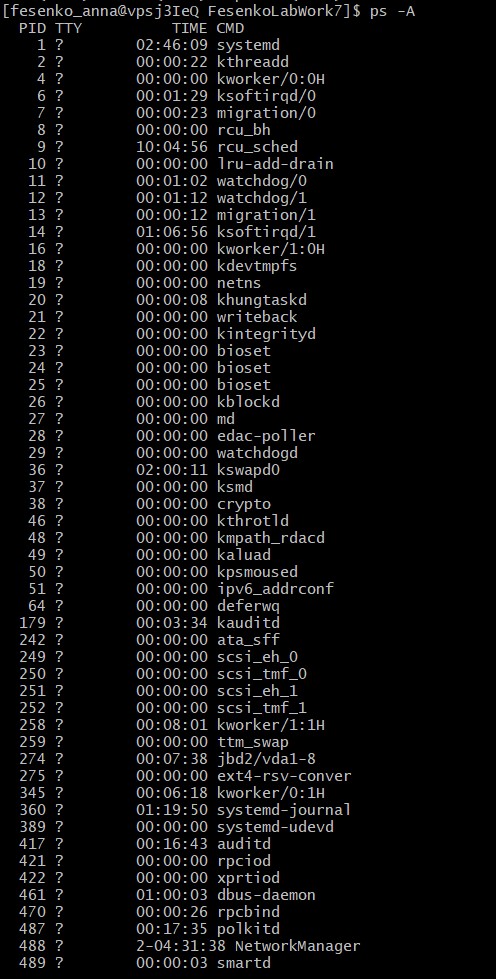 [fesenko_anna@vpsj3IeQ FesenkoLabWork7]$ ps -A
PID TTY TIME CMD
1 ? 02:46:09 systemd
2 ? 00:00:22 kthreadd
4 ? 00:00:00 kworker/0:0H
6 ? 00:01:29 ksoftirqd/0
7 ? 00:00:23 migration/0
8 ? 00:00:00 rcu_bh
9 ? 10:04:56 rcu_sched
10 ? 00:00:00 lru-add-drain
11 ? 00:01:02 watchdog/0
12 ? 00:01:12 watchdog/1
13 ? 00:00:12 migration/1
14 ? 01:06:56 ksoftirqd/1
16 ? 00:00:00 kworker/1:0H
18 ? 00:00:00 kdevtmpfs
19 ? 00:00:00 netns
20 ? 00:00:08 khungtaskd
21 ? 00:00:00 writeback
22 ? 00:00:00 kintegrityd
23 ? 00:00:00 bioset
24 ? 00:00:00 bioset
25 ? 00:00:00 bioset
26 ? 00:00:00 kblockd
27 ? 00:00:00 md
28 ? 00:00:00 edac-poller
29 ? 00:00:00 watchdogd
36 ? 02:00:11 kswapd0
37 ? 00:00:00 ksmd
38 ? 00:00:00 crypto
46 ? 00:00:00 kthrotld
48 ? 00:00:00 kmpath_rdacd
49 ? 00:00:00 kaluad
50 ? 00:00:00 kpsmoused
51 ? 00:00:00 ipv6_addrconf
64 ? 00:00:00 deferwq
179 ? 00:03:34 kauditd
242 ? 00:00:00 ata_sff
249 ? 00:00:00 scsi_eh_0
250 ? 00:00:00 scsi_tmf_0
251 ? 00:00:00 scsi_eh_1
252 ? 00:00:00 scsi_tmf_1
258 ? 00:08:01 kworker/1:1H
259 ? 00:00:00 ttm_swap
274 ? 00:07:38 jbd2/vda1-8
275 ? 00:00:00 ext4-rsv-conver
345 ? 00:06:18 kworker/0:1H
360 ? 01:19:50 systemd-journal
389 ? 00:00:00 systemd-udevd
417 ? 00:16:43 auditd
421 ? 00:00:00 rpciod
422 ? 00:00:00 xprtiod
461 ? 01:00:03 dbus-daemon
470 ? 00:00:26 rpcbind
487 ? 00:17:35 polkitd
488 ? 2-04:31:38 NetworkManager
489 ? 00:00:03 smartd